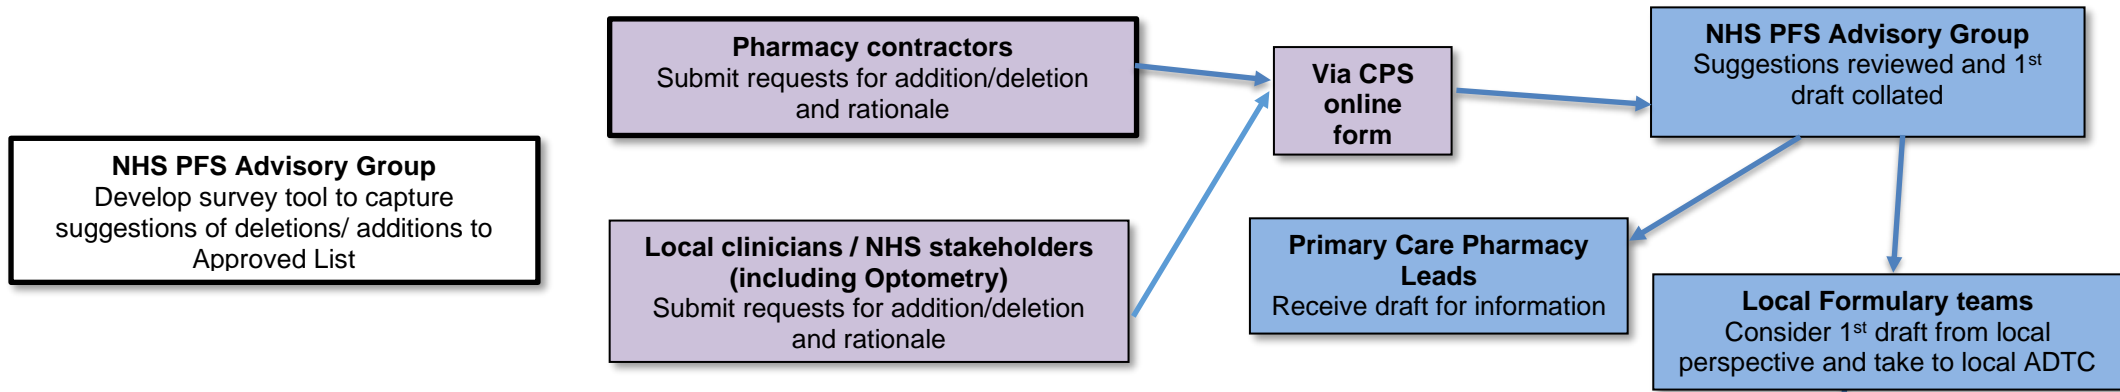 NHS PFS Advisory Group
Develop survey tool to capture
suggestions of deletions/ additions to
Approved List
Pharmacy contractors
Submit requests for addition/deletion
and rationale
Local clinicians / NHS stakeholders
(including Optometry)
Submit requests for addition/deletion
and rationale
Via CPS
online
form
NHS PFS Advisory Group
Suggestions reviewed and 1st
draft collated
Primary Care Pharmacy
Leads
Receive draft for information
Local Formulary teams
Consider 1st draft from local
perspective and take to local ADTC